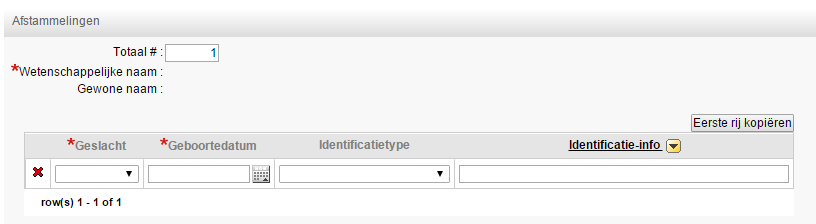 Afstammelingen
Totaal # : 1
*Wetenschappelijke naam :
Gewone naam :
Eerste rij kopiëren
*Geslacht *Geboortedatum Identificatietype Identificatie-info
row(s) 1 - 1 of 1